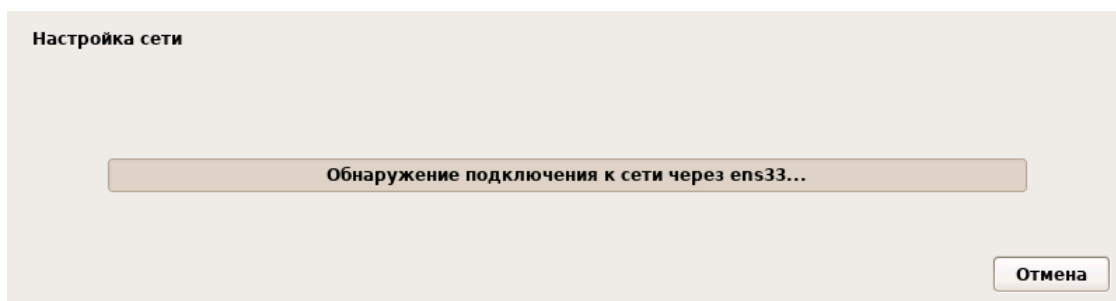 Настройка сети
Обнаружение подключения к сети через ens33...
Отмена